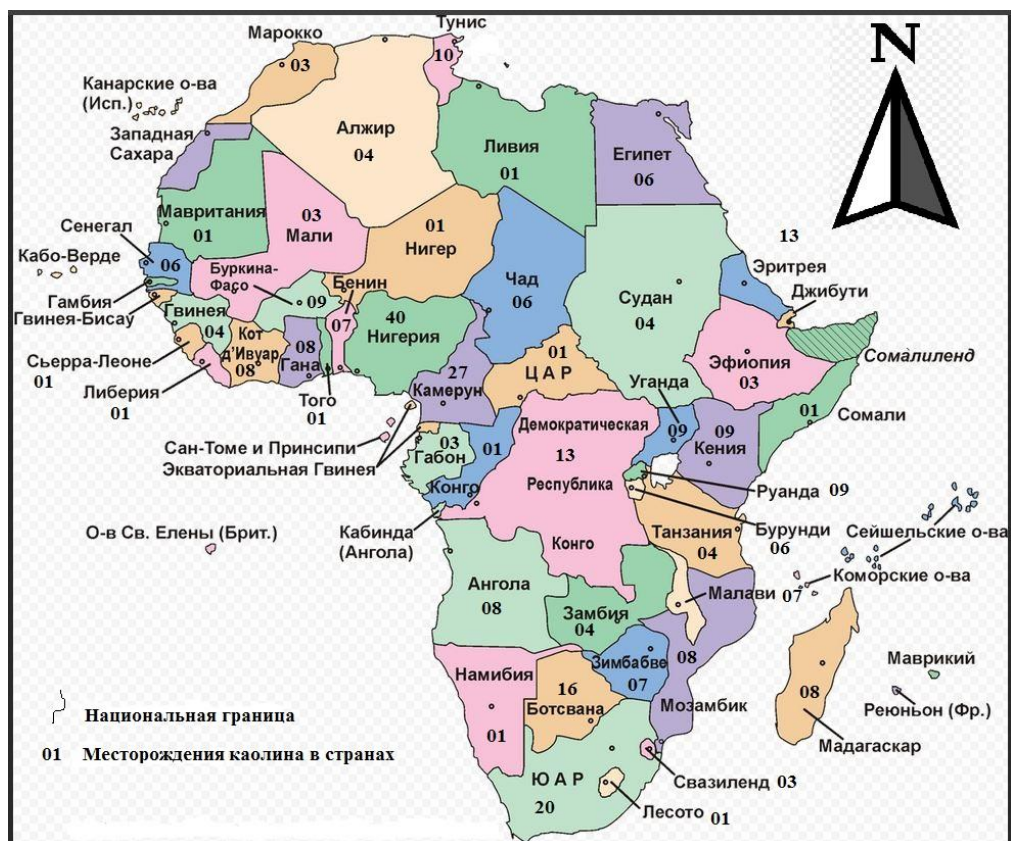 Тунис
Марокко
10
03
N
Канарские о-ва
(Исп.)
Западная
Сахара
Алжир
04
Ливия
01
Египет
06
Мавритания
01
03
Мали
01
Нигер
Чад
06
13
Эритрея
Джибути
Судан
04
Сенегал
06
Кабо-Верде
Гамбия
Гвинея-Бисау
Буркина-
Фасо
09
Бенин
07
40
Нигерия
Гвинея
04
Кот
д'Ивуар
08
08
Гана
Сьерра-Леоне
01
Либерия
01
Того
01
27
Камерун
01
Ц А Р
Эфиопия
03
Сомалиленд
01
Сомали
Уганда
09
09
Кения
Сан-Томе и Принсипи
Экваториальная Гвинея
03
Габон
01
Конго
Демократическая
13
Республика
Конго
Руанда 09
Бурунди
06
Танзания
04
Сейшельские о-ва
Коморские о-ва
Кабинда
(Ангола)
О-в Св. Елены (Брит.)
Ангола
08
Замбия
04
Малави 07
08
Мозамбик
Зимбабве
07
Намибия
01
16
Ботсвана
08
Мадагаскар
Маврикий
Реюньон (Фр.)
Ю А Р
20
Свазиленд 03
Лесото 01
Национальная граница
01 Месторождения каолина в странах